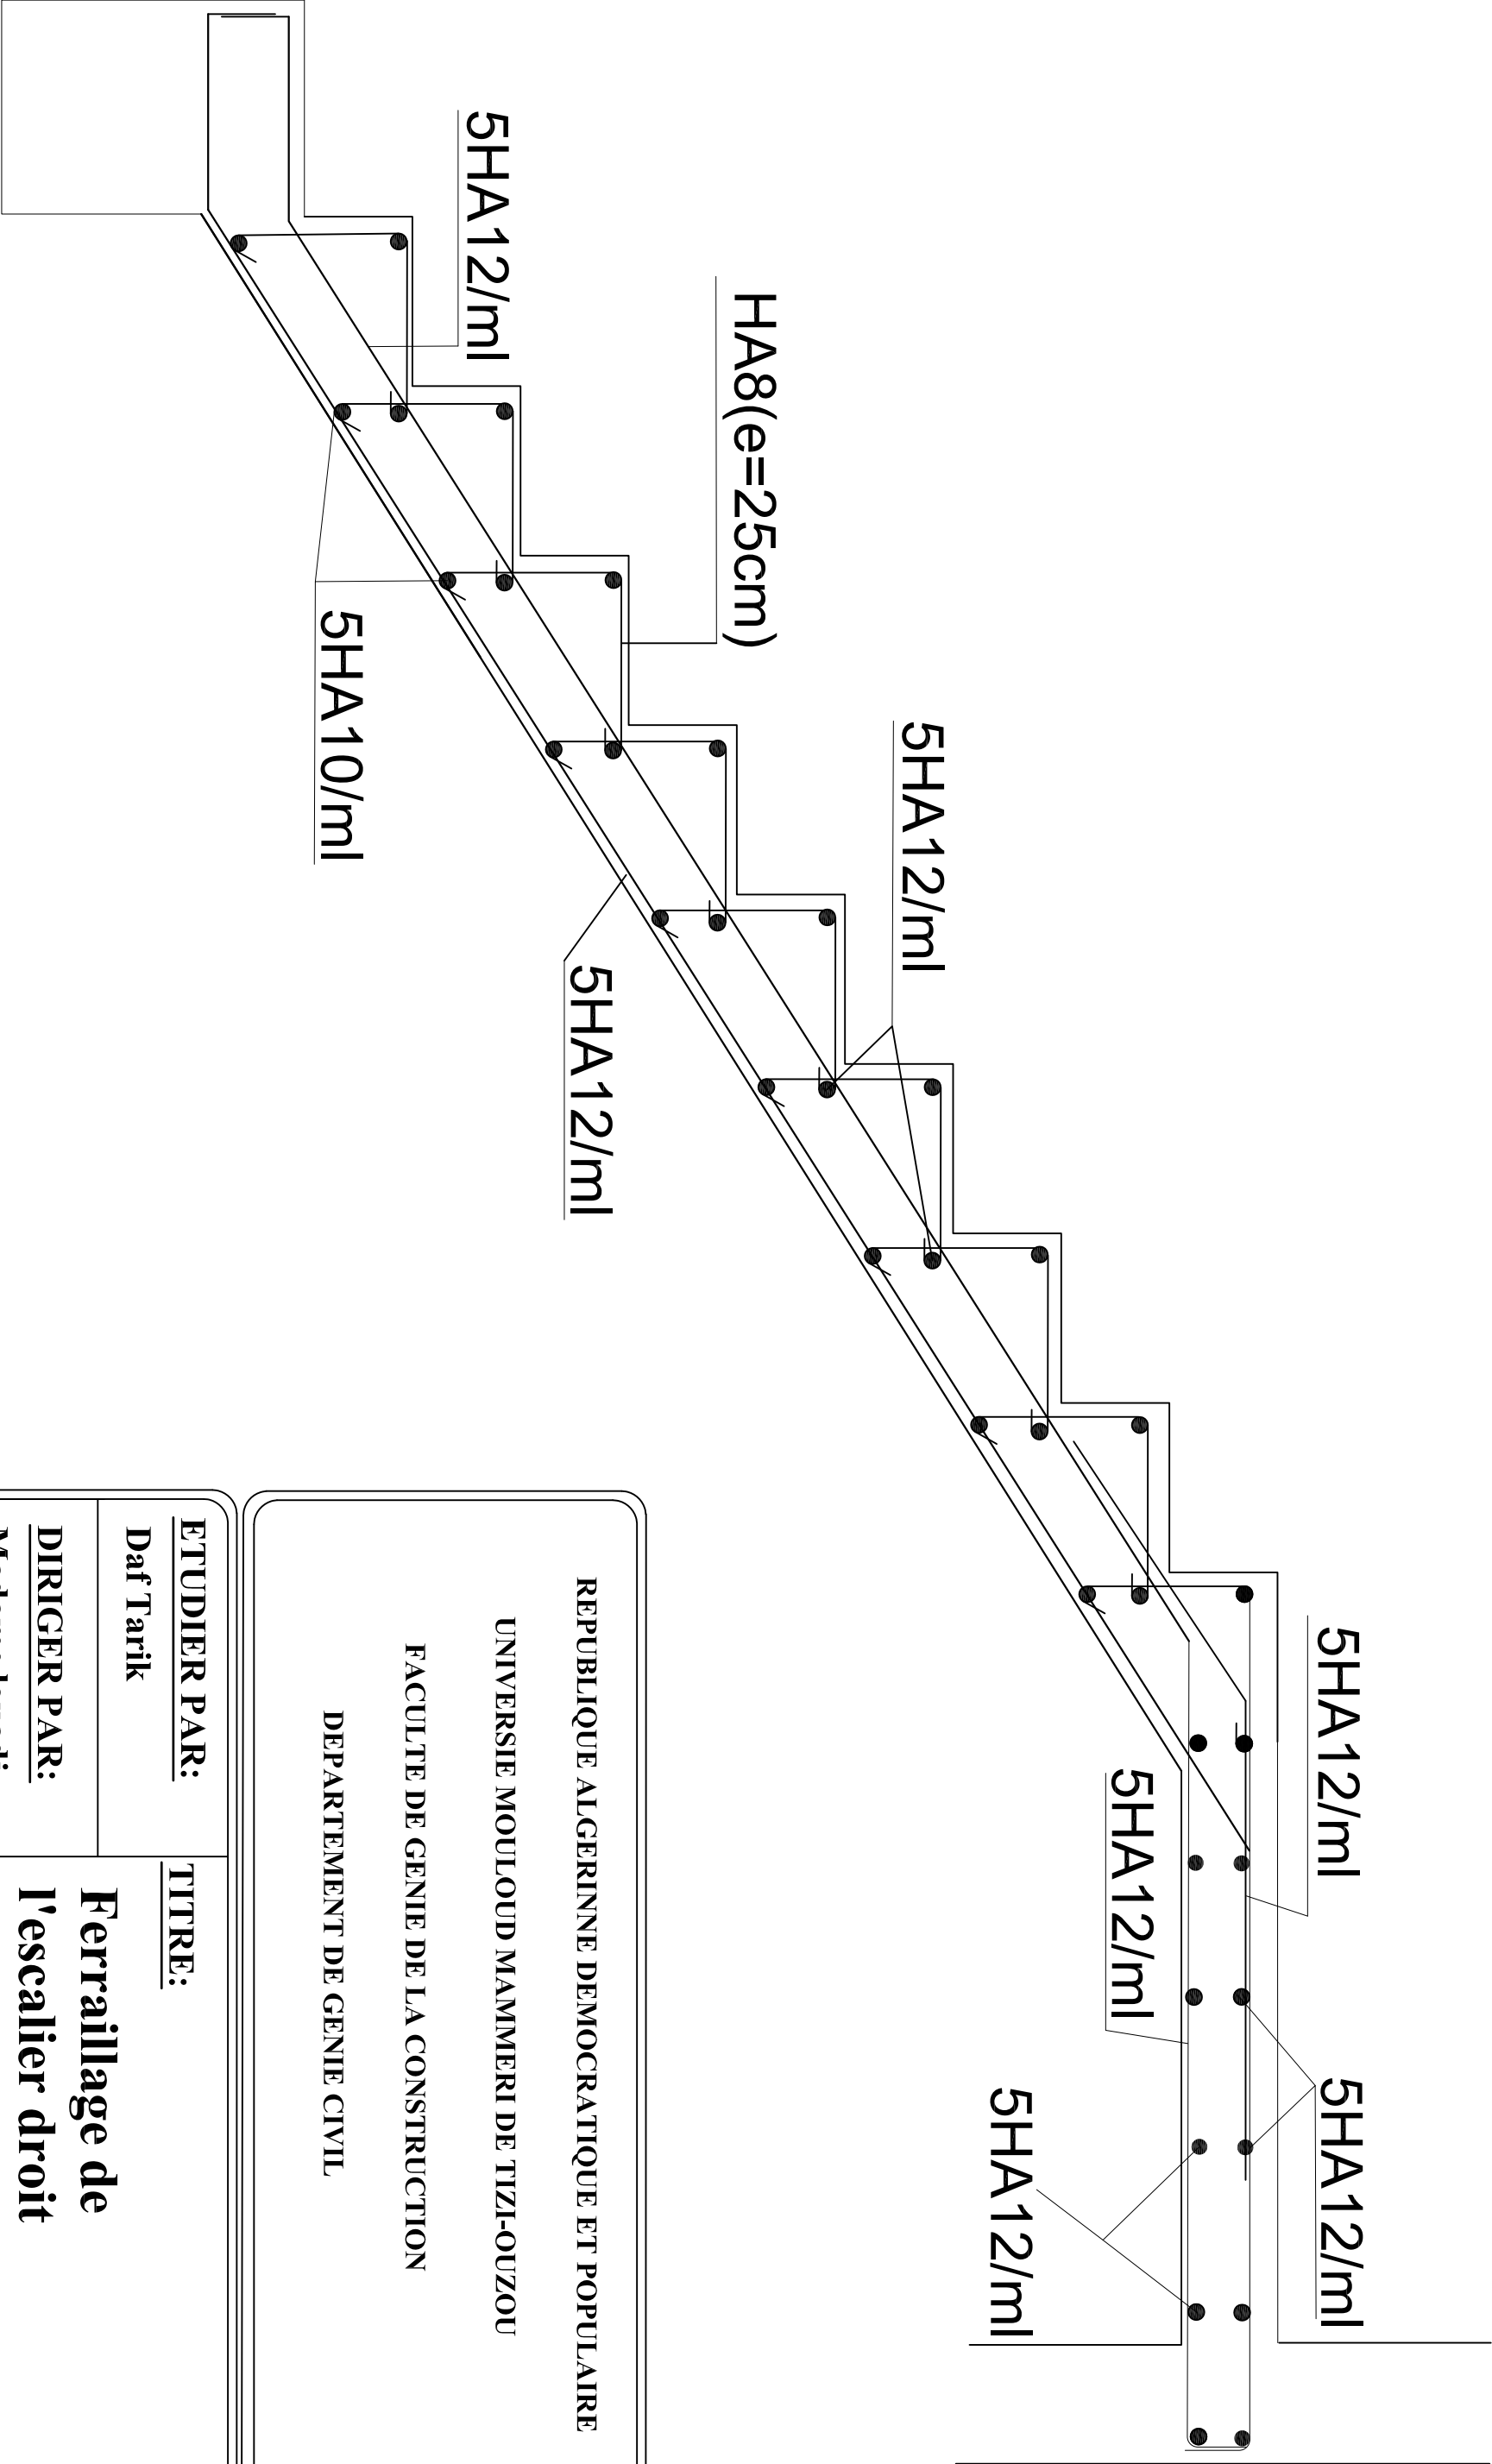 5HA12/ml
HA8(e=25cm)
5HA12/ml
5HA12/ml
5HA12/ml
5HA10/ml
5HA12/ml
5HA12/ml
5HA12/ml
REPUBLIQUE ALGERINNE DEMOCRATIQUE ET POPULAIRE
UNIVERSIE MOULOUD MAMMERI DE TIZI-OUZOU
FACULTE DE GENIE DE LA CONSTRUCTION
DEPARTEMENT DE GENIE CIVIL
ETUDIER PAR:
Daf Tarik
DIRIGER PAR:
TITRE:
Ferraillage de
l'escalier droit